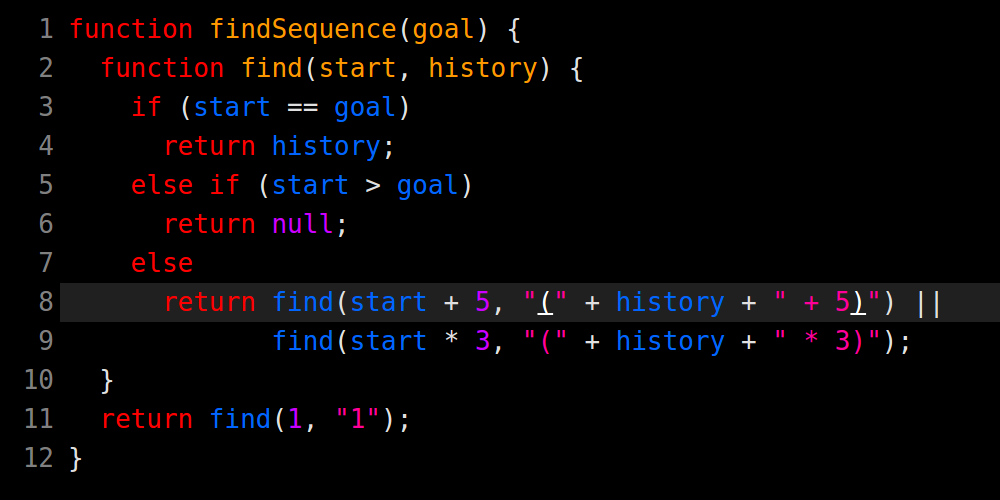 1 function findSequence(goal) {
2   function find(start, history) {
3     if (start == goal)
4       return history;
5     else if (start > goal)
6       return null;
7     else
8       return find(start + 5, "(" + history + " + 5)") ||
9              find(start * 3, "(" + history + " * 3)");
10   }
11   return find(1, "1");
12 }